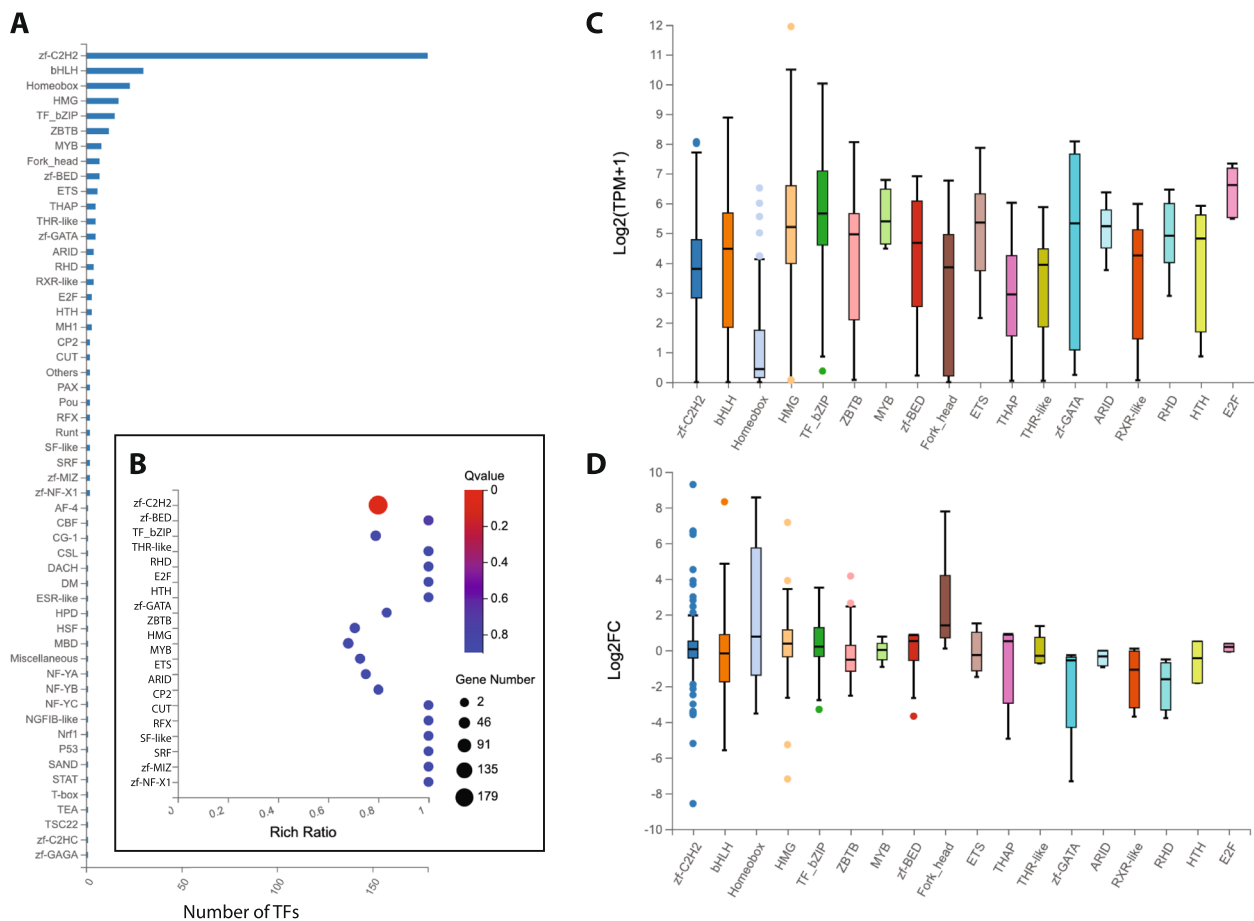 A
zf-C2H2
bHLH
Homeobox
HMG
TF_bZIP
ZBTB
MYB
Fork_head
zf-BED
ETS
THAP
THR-like
zf-GATA
ARID
RHD
RXR-like
E2F
HTH
MH1
CP2
CUT
Others
PAX
Pou
RFX
Runt
SF-like
SRF
zf-MIZ
zf-NF-X1
AF-4
CBF
CG-1
CSL
DACH
DM
ESR-like
HPD
HSF
MBD
Miscellaneous
NF-YA
NF-YB
NF-YC
NGFIB-like
Nrf1
P53
SAND
STAT
T-box
TEA
TSC22
zf-C2HC
zf-GAGA
0 50 100 150
Number of TFs
B
zf-C2H2
zf-BED
TF_bZIP
THR-like
RHD
E2F
HTH
zf-GATA
ZBTB
HMG
MYB
ETS
ARID
CP2
CUT
RFX
SF-like
SRF
zf-MIZ
zf-NF-X1
0 0.2 0.4 0.6 0.8 1
Rich Ratio
Qvalue
0
0.2
0.4
0.6
0.8
Gene Number
2
46
91
135
179
C
12
11
10
9
8
7
6
5
4
3
2
1
0
Log2(TPM+1)
zf-C2H2 bHLH Homeobox HMG TF_bZIP ZBTB MYB zf-BED Fork_head ETS THAP THR-like zf-GATA ARID RXR-like RHD HTH E2F
D
10
8
6
4
2
0
-2
-4
-6
-8
-10
Log2FC
zf-C2H2 bHLH Homeobox HMG TF_bZIP ZBTB MYB zf-BED Fork_head ETS THAP THR-like zf-GATA ARID RXR-like RHD HTH E2F